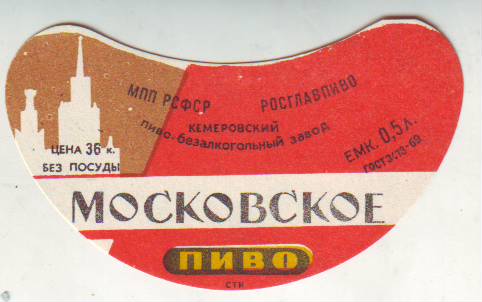 МПП РСФСР РОСГЛАВПИВО
КЕМЕРОВСКИЙ
пиво-безалкогольный завод
ЦЕНА 36 к.
БЕЗ ПОСУДЫ
ЕМК. 0,5 л.
ГОСТ 3473-69
МОСКОВСКОЕ
ПИВО
СТИ